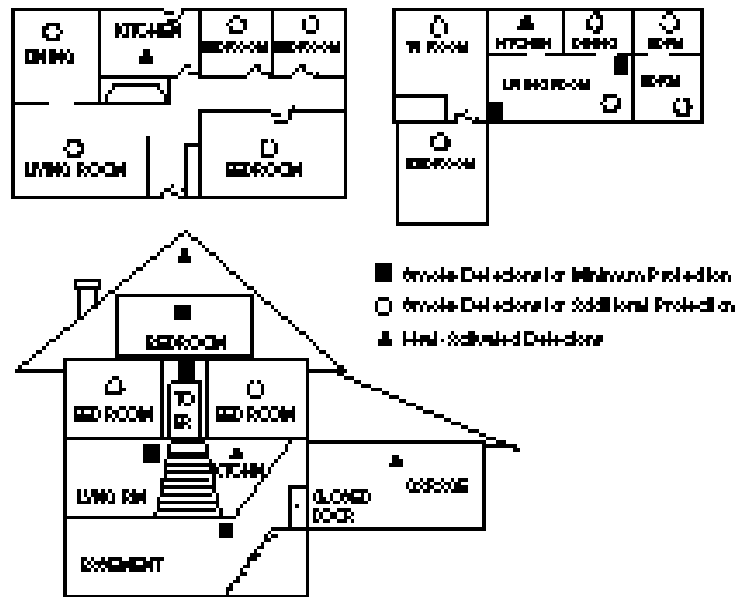 DINING
KITCHEN
BEDROOM
BEDROOM
LIVING ROOM
BEDROOM
TV ROOM
KITCHEN
DINING
BDRM
LIVING ROOM
BDRM
BEDROOM
Smoke Detectors for Minimum Protection
Smoke Detectors for Additional Protection
Heat-Activated Detectors
BEDROOM
BED ROOM
TO
BR
BED ROOM
LIVING RM
KITCHEN
GARAGE
CLOSED
DOOR
BASEMENT